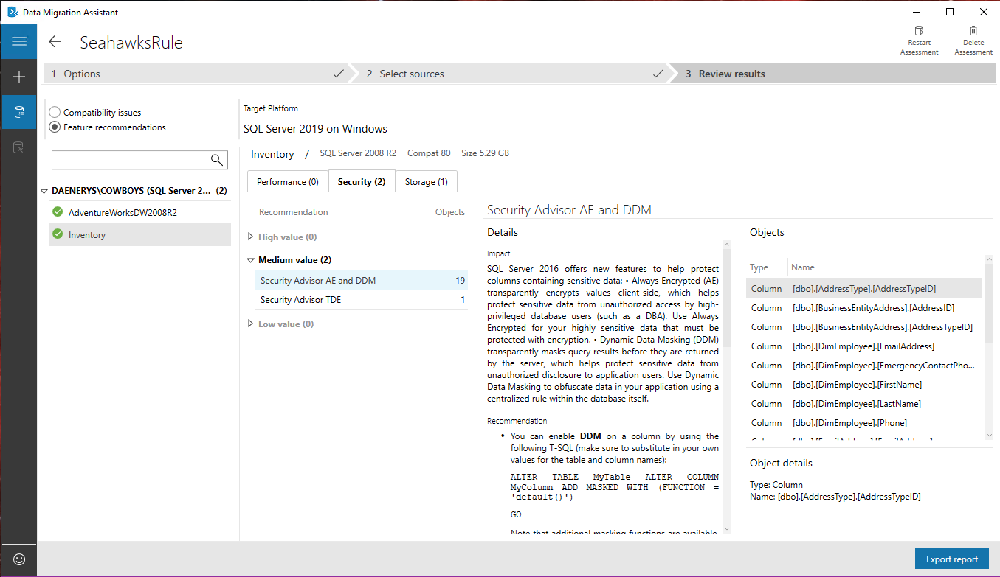 Data Migration Assistant
SeahawksRule
Restart
Assessment
Delete
Assessment
1 Options
2 Select sources
3 Review results
Compatibility issues
Feature recommendations
DAENERYS\COWBOYS (SQL Server 2... (2)
AdventureWorksDW2008R2
Inventory
Target Platform
SQL Server 2019 on Windows
Inventory / SQL Server 2008 R2 Compat 80 Size 5.29 GB
Performance (0) Security (2) Storage (1)
Recommendation Objects
High value (0)
Medium value (2)
Security Advisor AE and DDM 19
Security Advisor TDE 1
Low value (0)
Security Advisor AE and DDM
Details
Impact
SQL Server 2016 offers new features to help protect
columns containing sensitive data: • Always Encrypted (AE)
transparently encrypts values client-side, which helps
protect sensitive data from unauthorized access by high-
privileged database users (such as a DBA). Use Always
Encrypted for your highly sensitive data that must be
protected with encryption. • Dynamic Data Masking (DDM)
transparently masks query results before they are returned
by the server, which helps protect sensitive data from
unauthorized disclosure to application users. Use Dynamic
Data Masking to obfuscate data in your application using a
centralized rule within the database itself.
Recommendation
• You can enable DDM on a column by using the
following T-SQL (make sure to substitute in your own
values for the table and column names):
ALTER TABLE MyTable ALTER COLUMN
MyColumn ADD MASKED WITH (FUNCTION =
'default()')
GO
Note that additional masking functions are available,
Objects
Type Name
Column [dbo].[AddressType].[AddressTypeID]
Column [dbo].[BusinessEntityAddress].[AddressID]
Column [dbo].[BusinessEntityAddress].[AddressTypeID]
Column [dbo].[DimEmployee].[EmailAddress]
Column [dbo].[DimEmployee].[EmergencyContactPho...
Column [dbo].[DimEmployee].[FirstName]
Column [dbo].[DimEmployee].[LastName]
Column [dbo].[DimEmployee].[Phone]
Object details
Type: Column
Name: [dbo].[AddressType].[AddressTypeID]
Export report